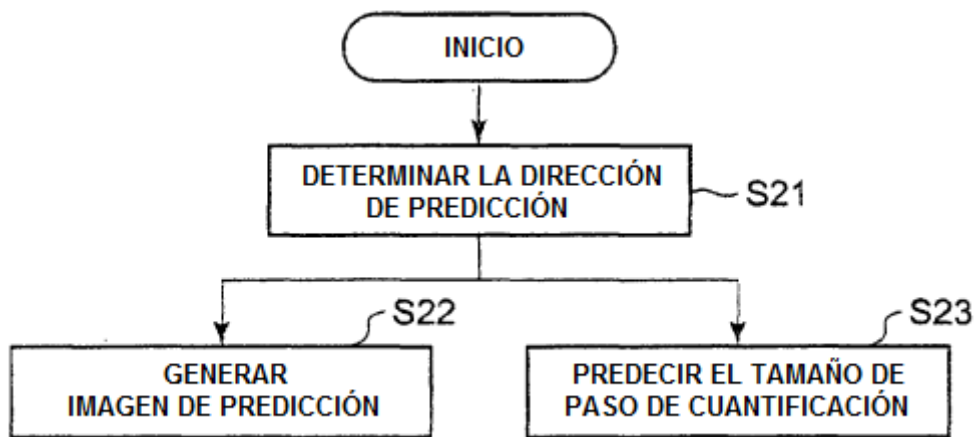 INICIO
DETERMINAR LA DIRECCIÓN
DE PREDICCIÓN
S21
S22
S23
GENERAR
IMAGEN DE PREDICCIÓN
PREDECIR EL TAMAÑO DE
PASO DE CUANTIFICACIÓN